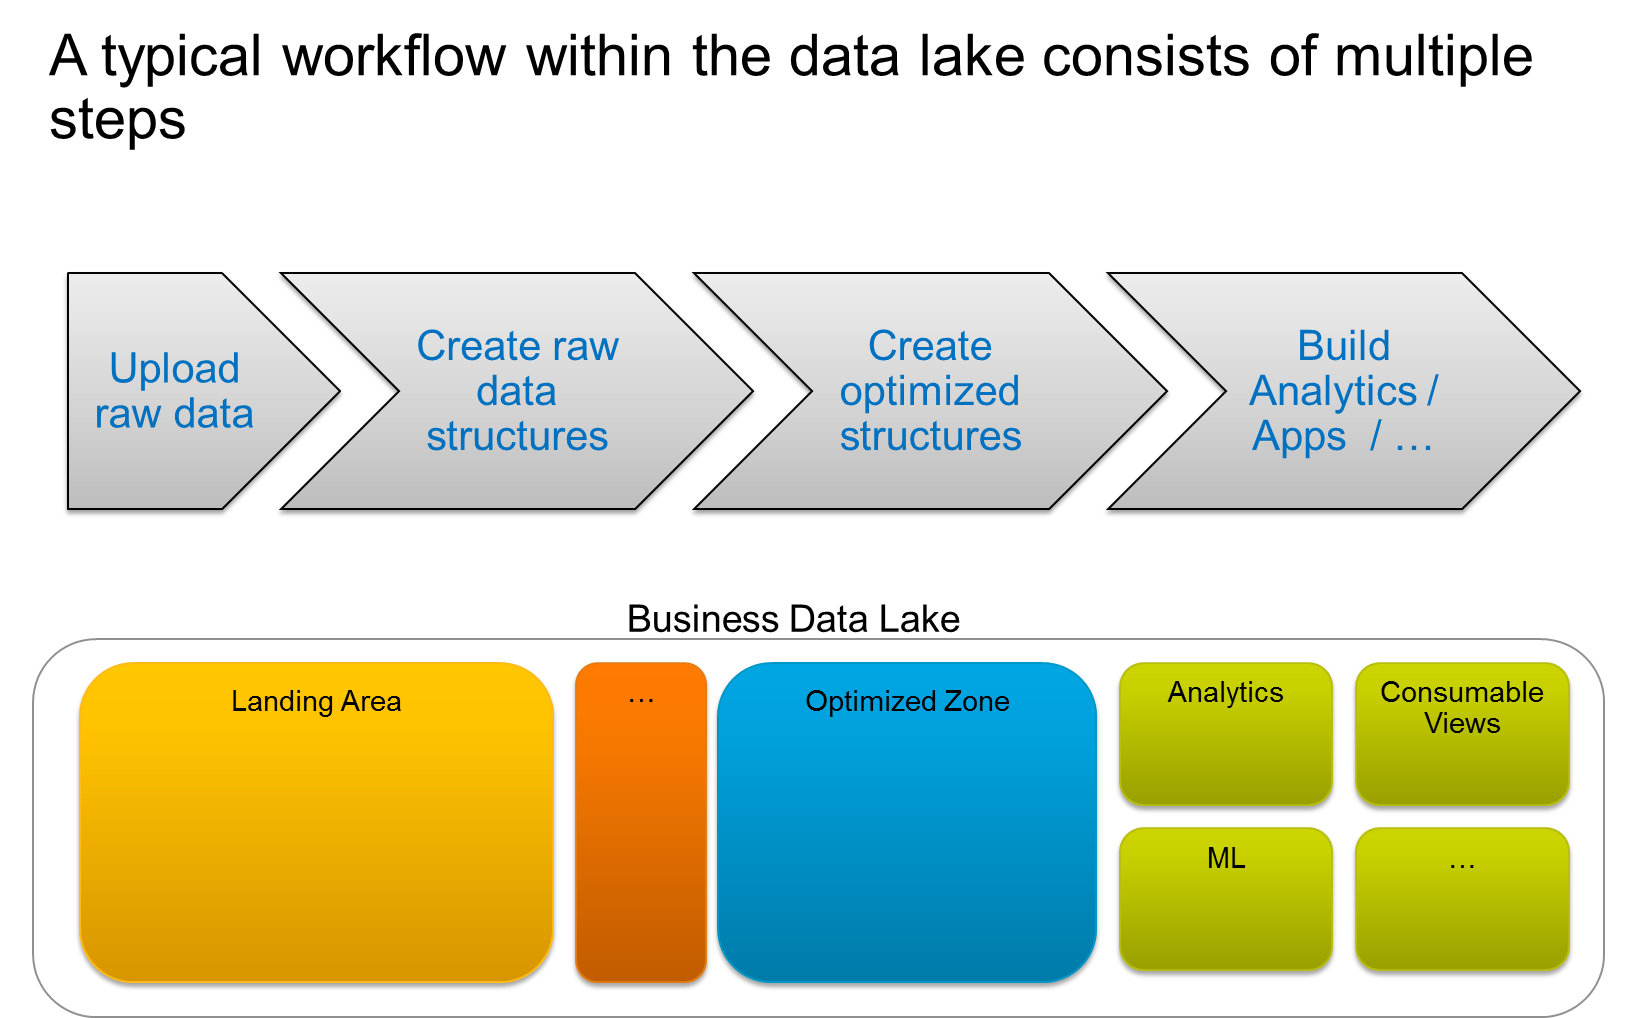 A typical workflow within the data lake consists of multiple
steps
Upload
raw data
Create raw
data
structures
Create
optimized
structures
Build
Analytics /
Apps / …
Business Data Lake
Landing Area
…
Optimized Zone
Analytics
Consumable
Views
ML
…